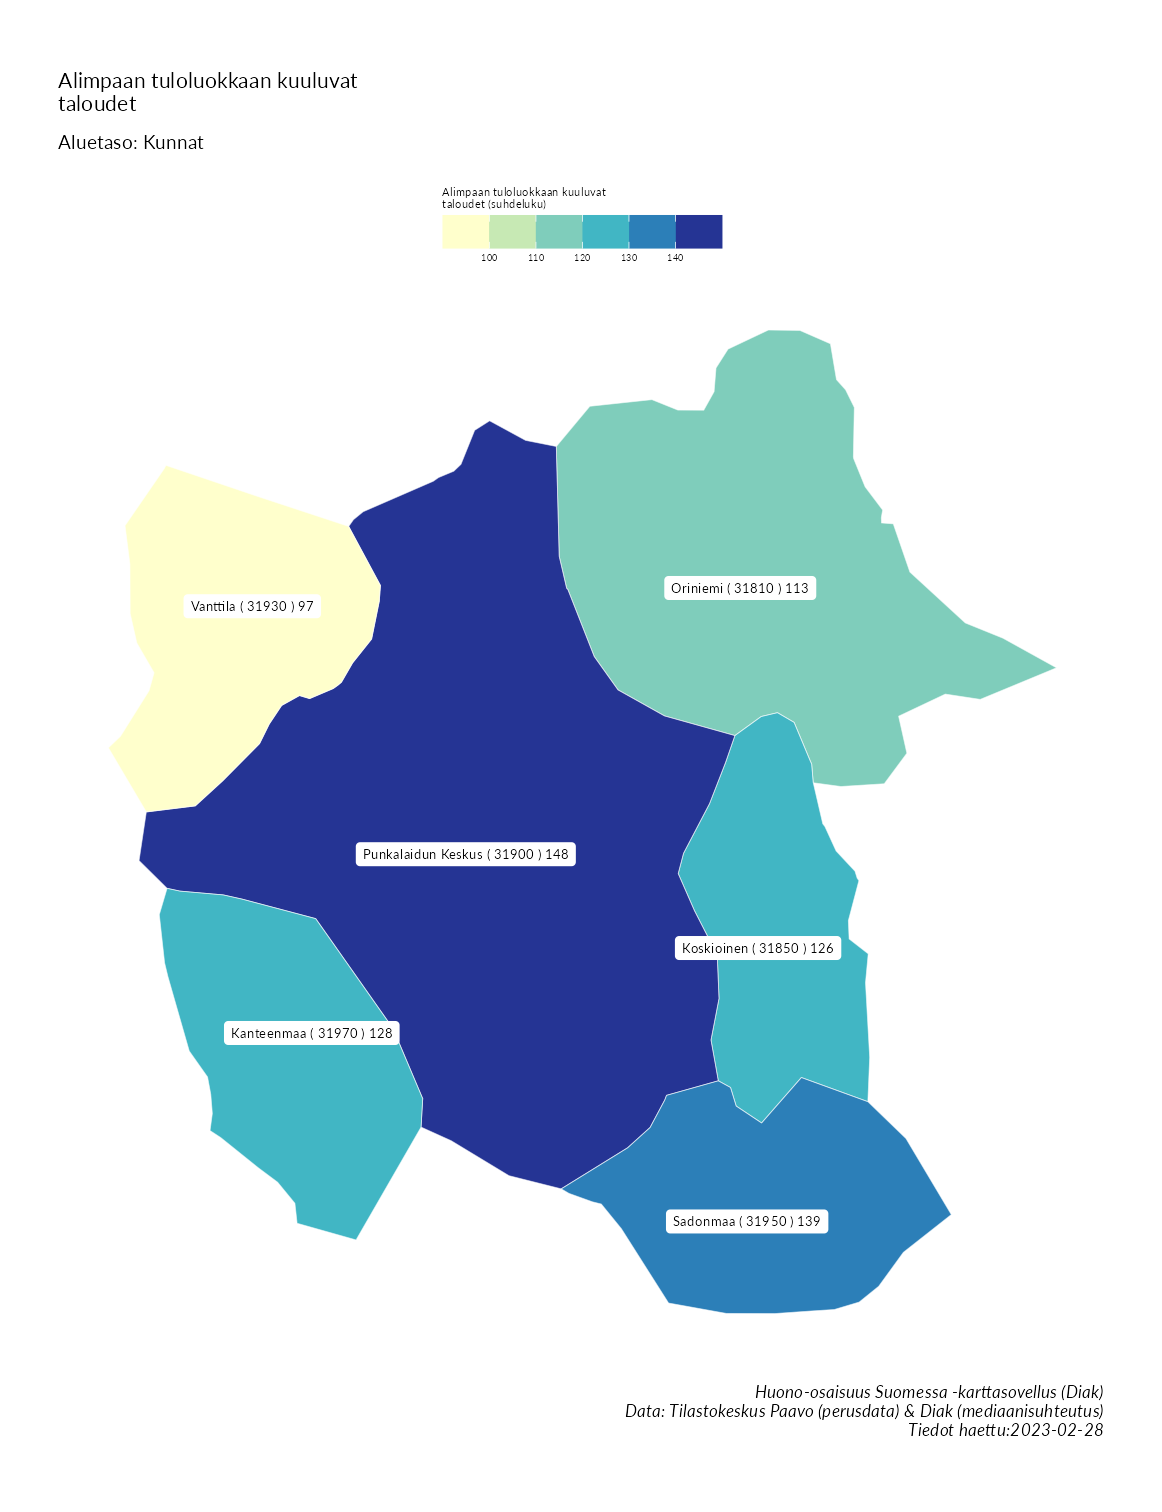 Alimpaan tuloluokkaan kuuluvat
taloudet
Aluetaso: Kunnat
Alimpaan tuloluokkaan kuuluvat
taloudet (suhdeluku)
100 110 120 130 140
Oriniemi ( 31810 ) 113
Vanttila ( 31930 ) 97
Punkalaidun Keskus ( 31900 ) 148
Koskioinen ( 31850 ) 126
Kanteenmaa ( 31970 ) 128
Sadonmaa ( 31950 ) 139
Huono-osaisuus Suomessa -karttasovellus (Diak)
Data: Tilastokeskus Paavo (perusdata) & Diak (mediaanisuhteutus)
Tiedot haettu:2023-02-28